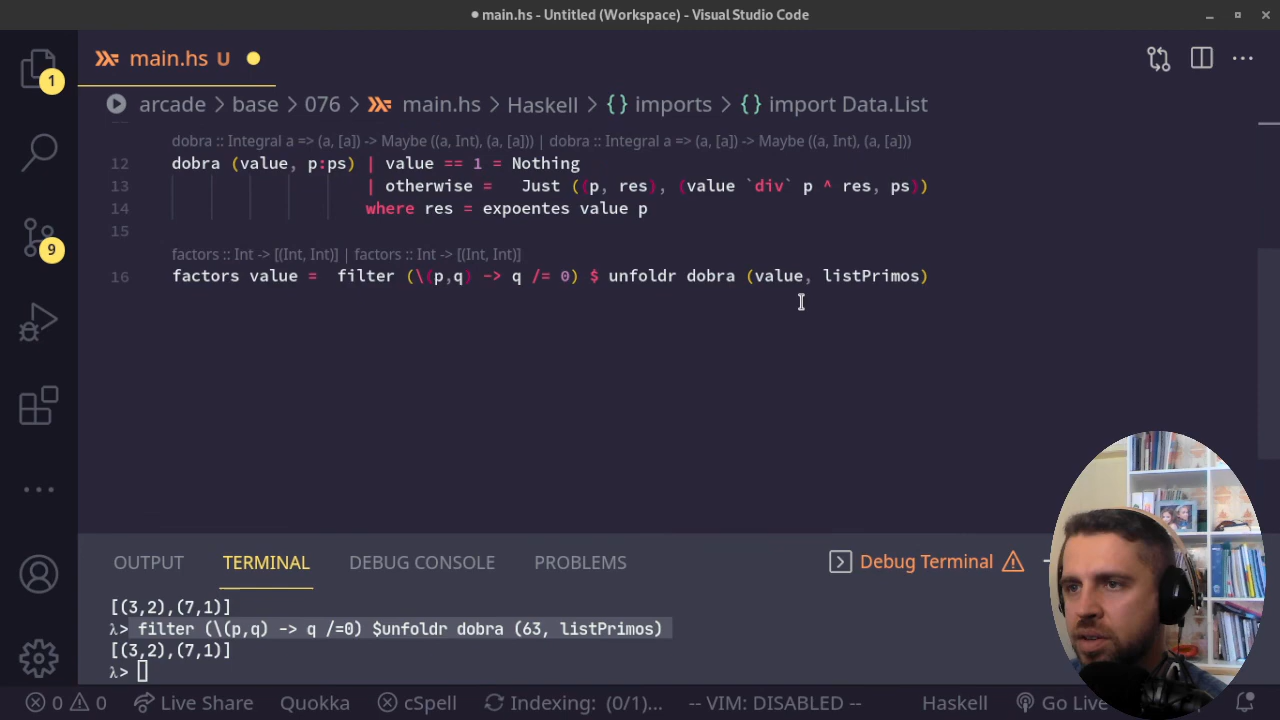 main.hs - Untitled (Workspace) - Visual Studio Code
main.hs U
1
arcade > base > 076 > main.hs > Haskell > {} imports > {} import Data.List
dobra :: Integral a => (a, [a]) -> Maybe ((a, Int), (a, [a])) | dobra :: Integral a => (a, [a]) -> Maybe ((a, Int), (a, [a]))
12 dobra (value, p:ps) | value == 1 = Nothing
13 | otherwise = Just ((p, res), (value `div` p ^ res, ps))
14 where res = expoentes value p
15
9
factors :: Int -> [(Int, Int)] | factors :: Int -> [(Int, Int)]
16 factors value = filter (\(p,q) -> q /= 0) $ unfoldr dobra (value, listPrimos)
OUTPUT TERMINAL DEBUG CONSOLE PROBLEMS Debug Terminal
[(3,2),(7,1)]
λ> filter (\(p,q) -> q /=0) $unfoldr dobra (63, listPrimos)
[(3,2),(7,1)]
λ>
0 0 Live Share Quokka cSpell Indexing: (0/1)... -- VIM: DISABLED -- Haskell Go Live